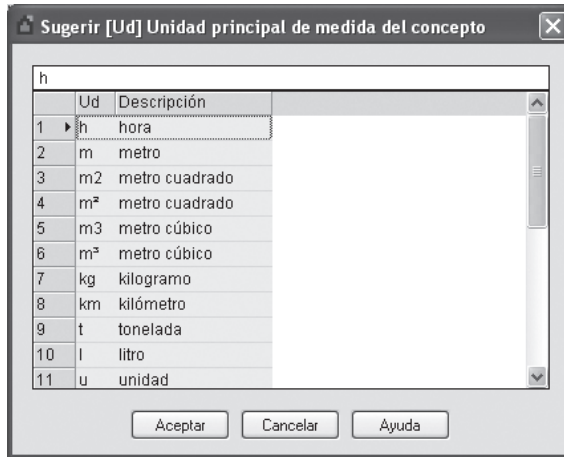 Sugerir [Ud] Unidad principal de medida del concepto
h
Ud Descripción
1 h hora
2 m metro
3 m2 metro cuadrado
4 m² metro cuadrado
5 m3 metro cúbico
6 m³ metro cúbico
7 kg kilogramo
8 km kilómetro
9 t tonelada
10 l litro
11 u unidad
Aceptar Cancelar Ayuda